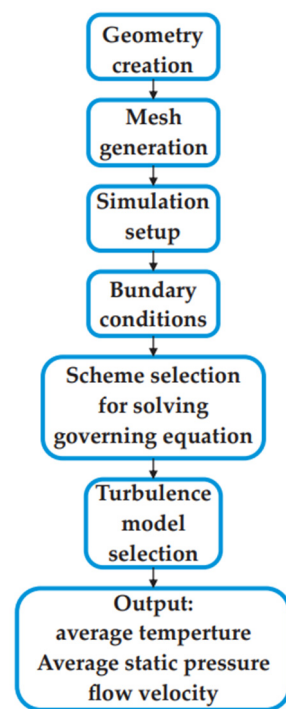 Geometry
creation
Mesh
generation
Simulation
setup
Bundary
conditions
Scheme selection
for solving
governing equation
Turbulence
model
selection
Output:
average temperture
Average static pressure
flow velocity